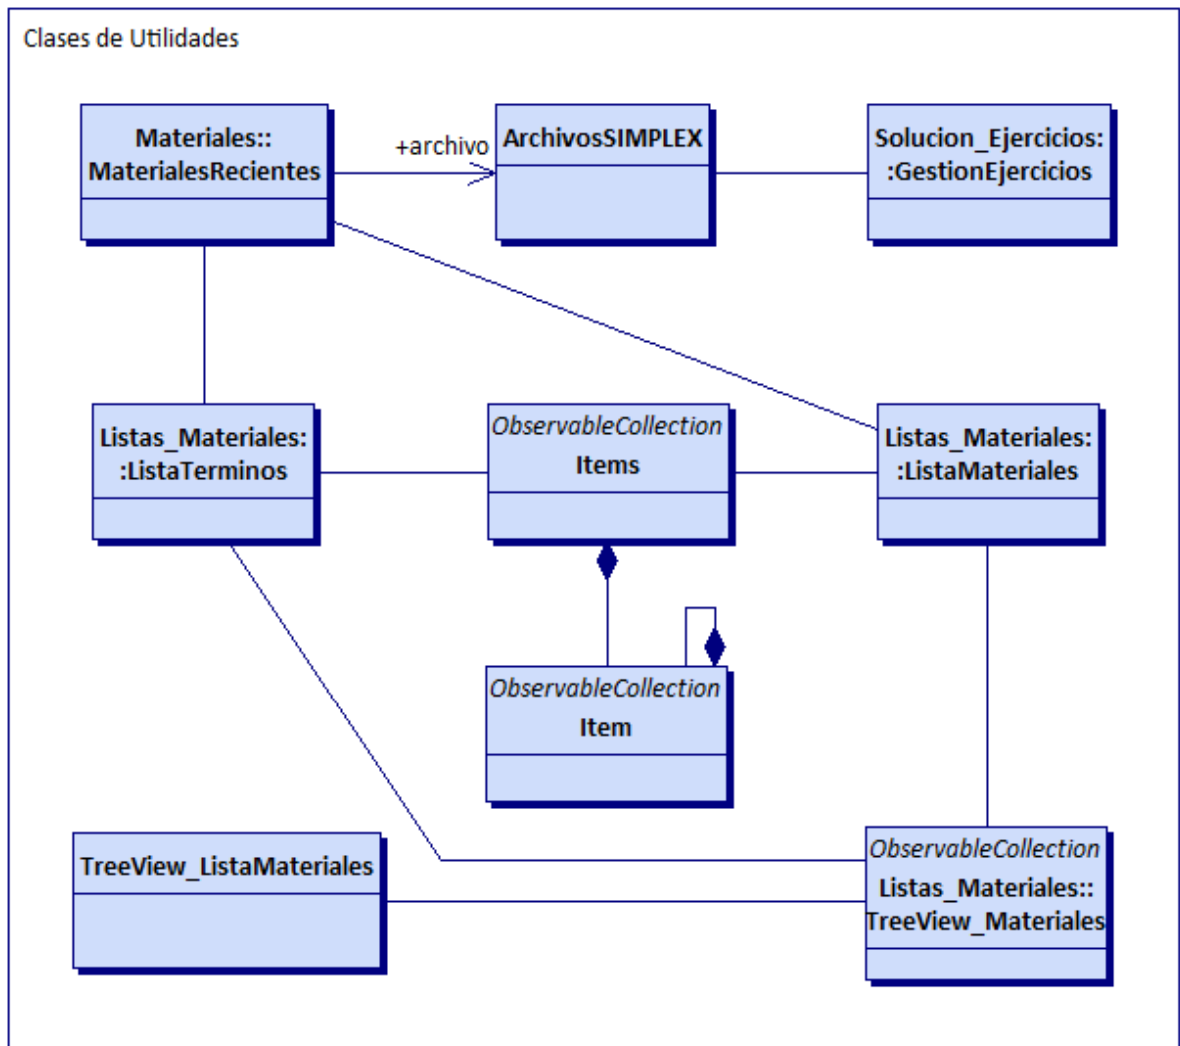 Clases de Utilidades
Materiales::
MaterialesRecientes
+archivo
ArchivosSIMPLEX
Solucion_Ejercicios:
:GestionEjercicios
Listas_Materiales:
:ListaTerminos
ObservableCollection
Items
Listas_Materiales:
:ListaMateriales
ObservableCollection
Item
TreeView_ListaMateriales
ObservableCollection
Listas_Materiales::
TreeView_Materiales